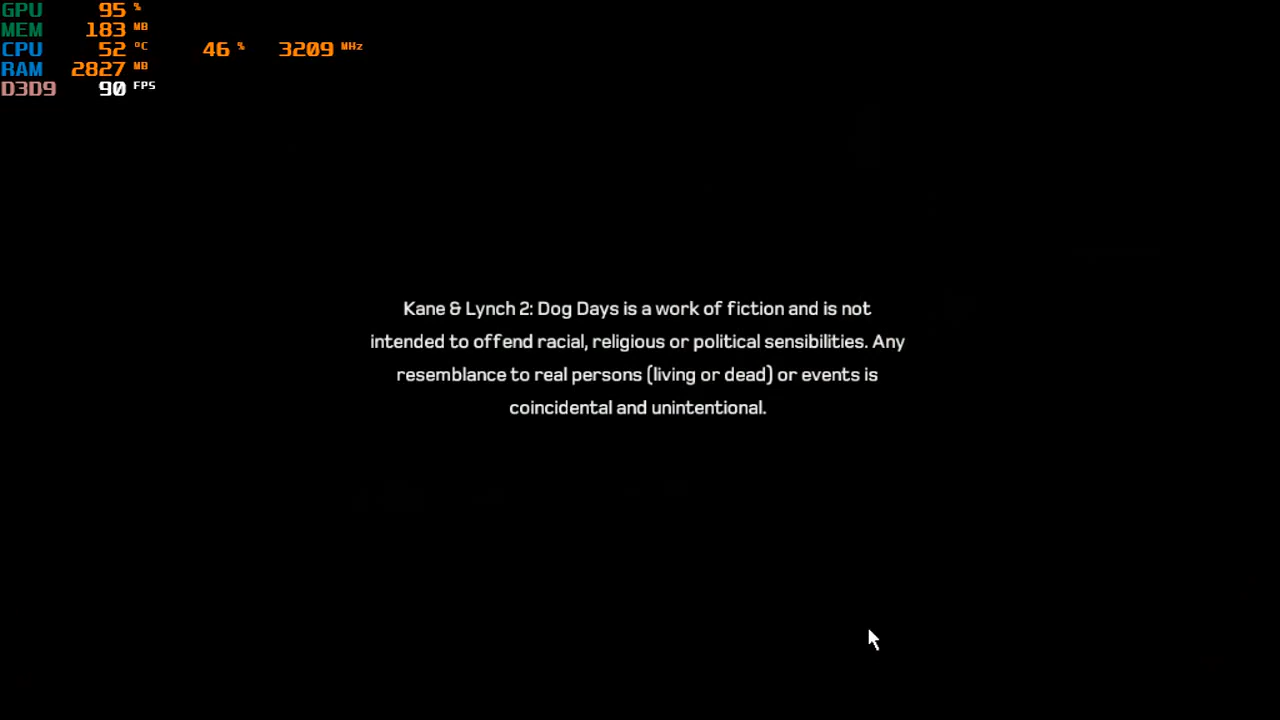 GPU 95 %
MEM 183 MB
CPU 52 °C 46 % 3209 MHz
RAM 2827 MB
D3D9 90 FPS
Kane & Lynch 2: Dog Days is a work of fiction and is not
intended to offend racial, religious or political sensibilities. Any
resemblance to real persons (living or dead) or events is
coincidental and unintentional.